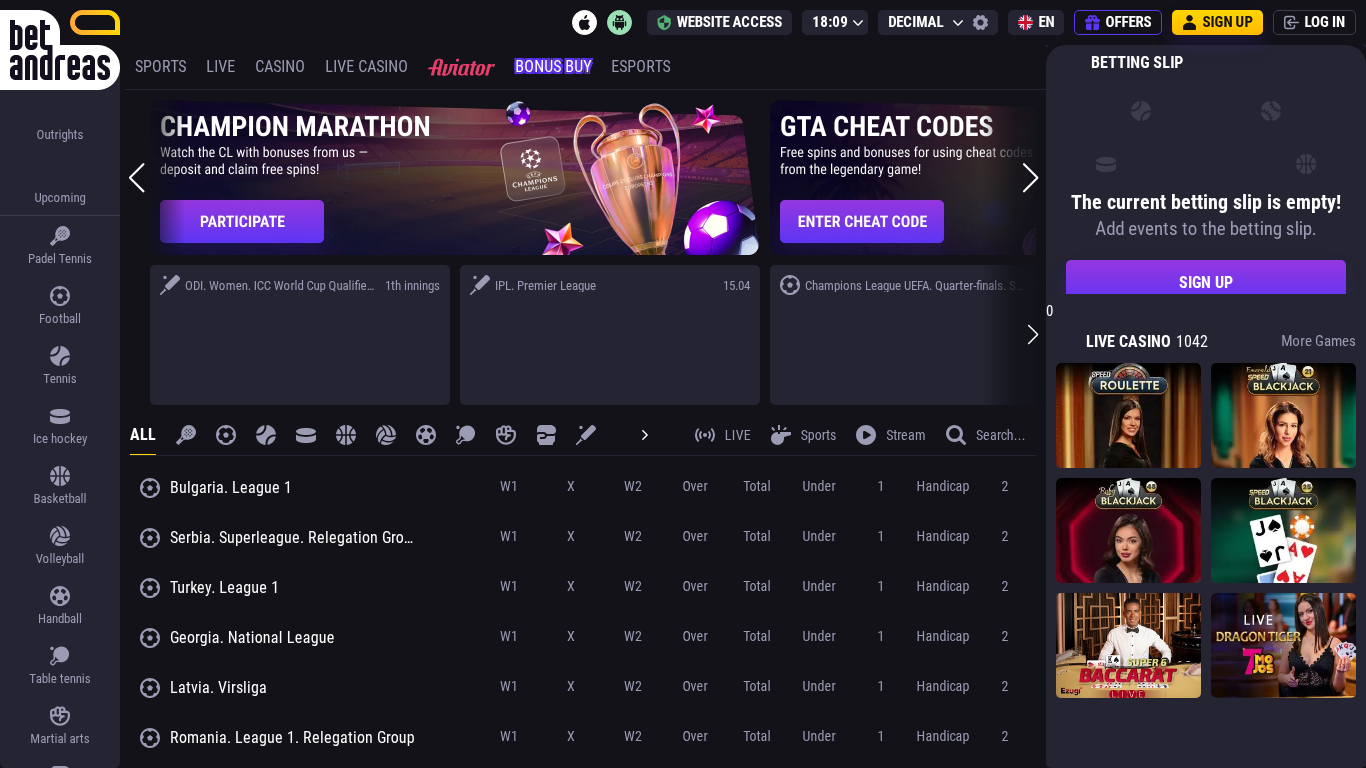 bet
andreas
WEBSITE ACCESS
18:09
DECIMAL
EN
OFFERS
SIGN UP
LOG IN
SPORTS
LIVE
CASINO
LIVE CASINO
Aviator
BONUS BUY
ESPORTS
Outrights
Upcoming
Padel Tennis
Football
Tennis
Ice hockey
Basketball
Volleyball
Handball
Table tennis
Martial arts
CHAMPION MARATHON
Watch the CL with bonuses from us —
deposit and claim free spins!
PARTICIPATE
CHAMPIONS
LEAGUE
GTA CHEAT CODES
Free spins and bonuses for using cheat codes
from the legendary game!
ENTER CHEAT CODE
ODI. Women. ICC World Cup Qualifie...
1th innings
IPL. Premier League
15.04
Champions League UEFA. Quarter-finals. S...
ALL
LIVE
Sports
Stream
Search...
Bulgaria. League 1 W1 X W2 Over Total Under 1 Handicap 2
Serbia. Superleague. Relegation Gro... W1 X W2 Over Total Under 1 Handicap 2
Turkey. League 1 W1 X W2 Over Total Under 1 Handicap 2
Georgia. National League W1 X W2 Over Total Under 1 Handicap 2
Latvia. Virsliga W1 X W2 Over Total Under 1 Handicap 2
Romania. League 1. Relegation Group W1 X W2 Over Total Under 1 Handicap 2
BETTING SLIP
The current betting slip is empty!
Add events to the betting slip.
SIGN UP
0
LIVE CASINO 1042
More Games
SPEED
ROULETTE
Emerald
SPEED
21
BLACKJACK
Ruby
BLACKJACK
SPEED
BLACKJACK
SUPER 6
BACCARAT
LIVE
Ezugi
LIVE
DRAGON TIGER
7
MO
JOS